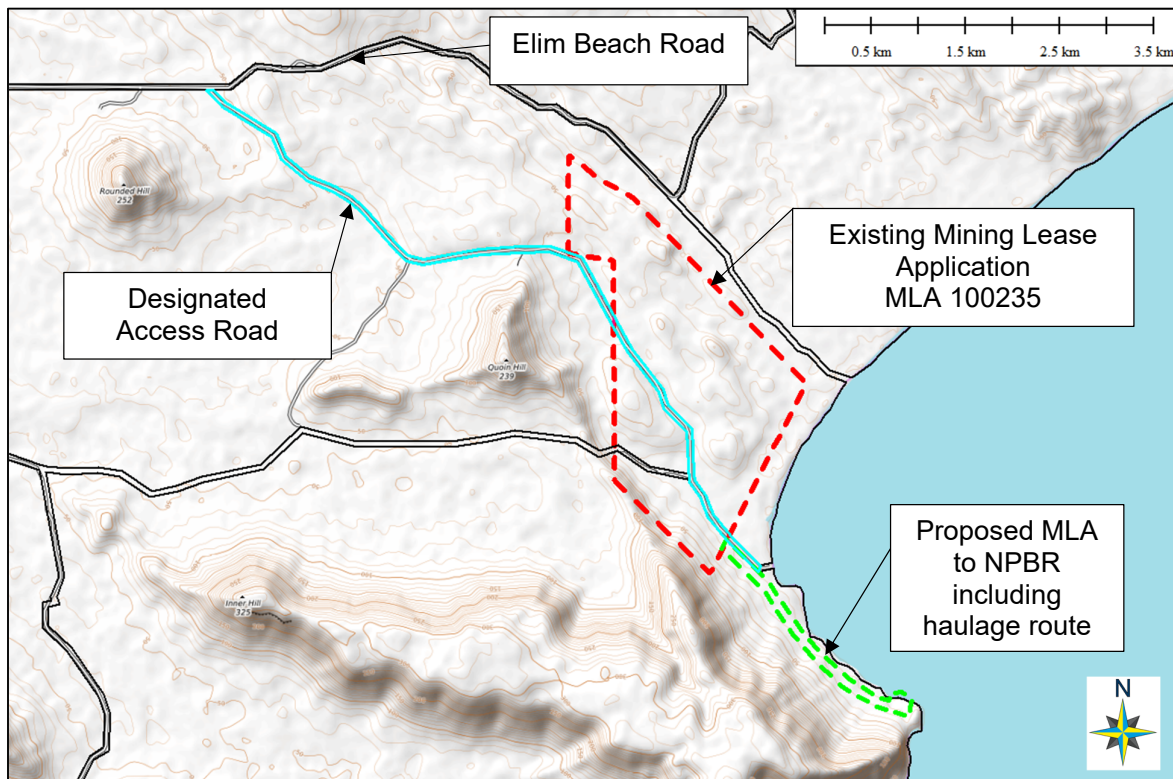 Elim Beach Road
0.5 km 1.5 km 2.5 km 3.5 km
Rounded Hill
252
Designated
Access Road
Existing Mining Lease
Application
MLA 100235
Quoin Hill
239
Proposed MLA
to NPBR
including
haulage route
Inner Hill
325
N